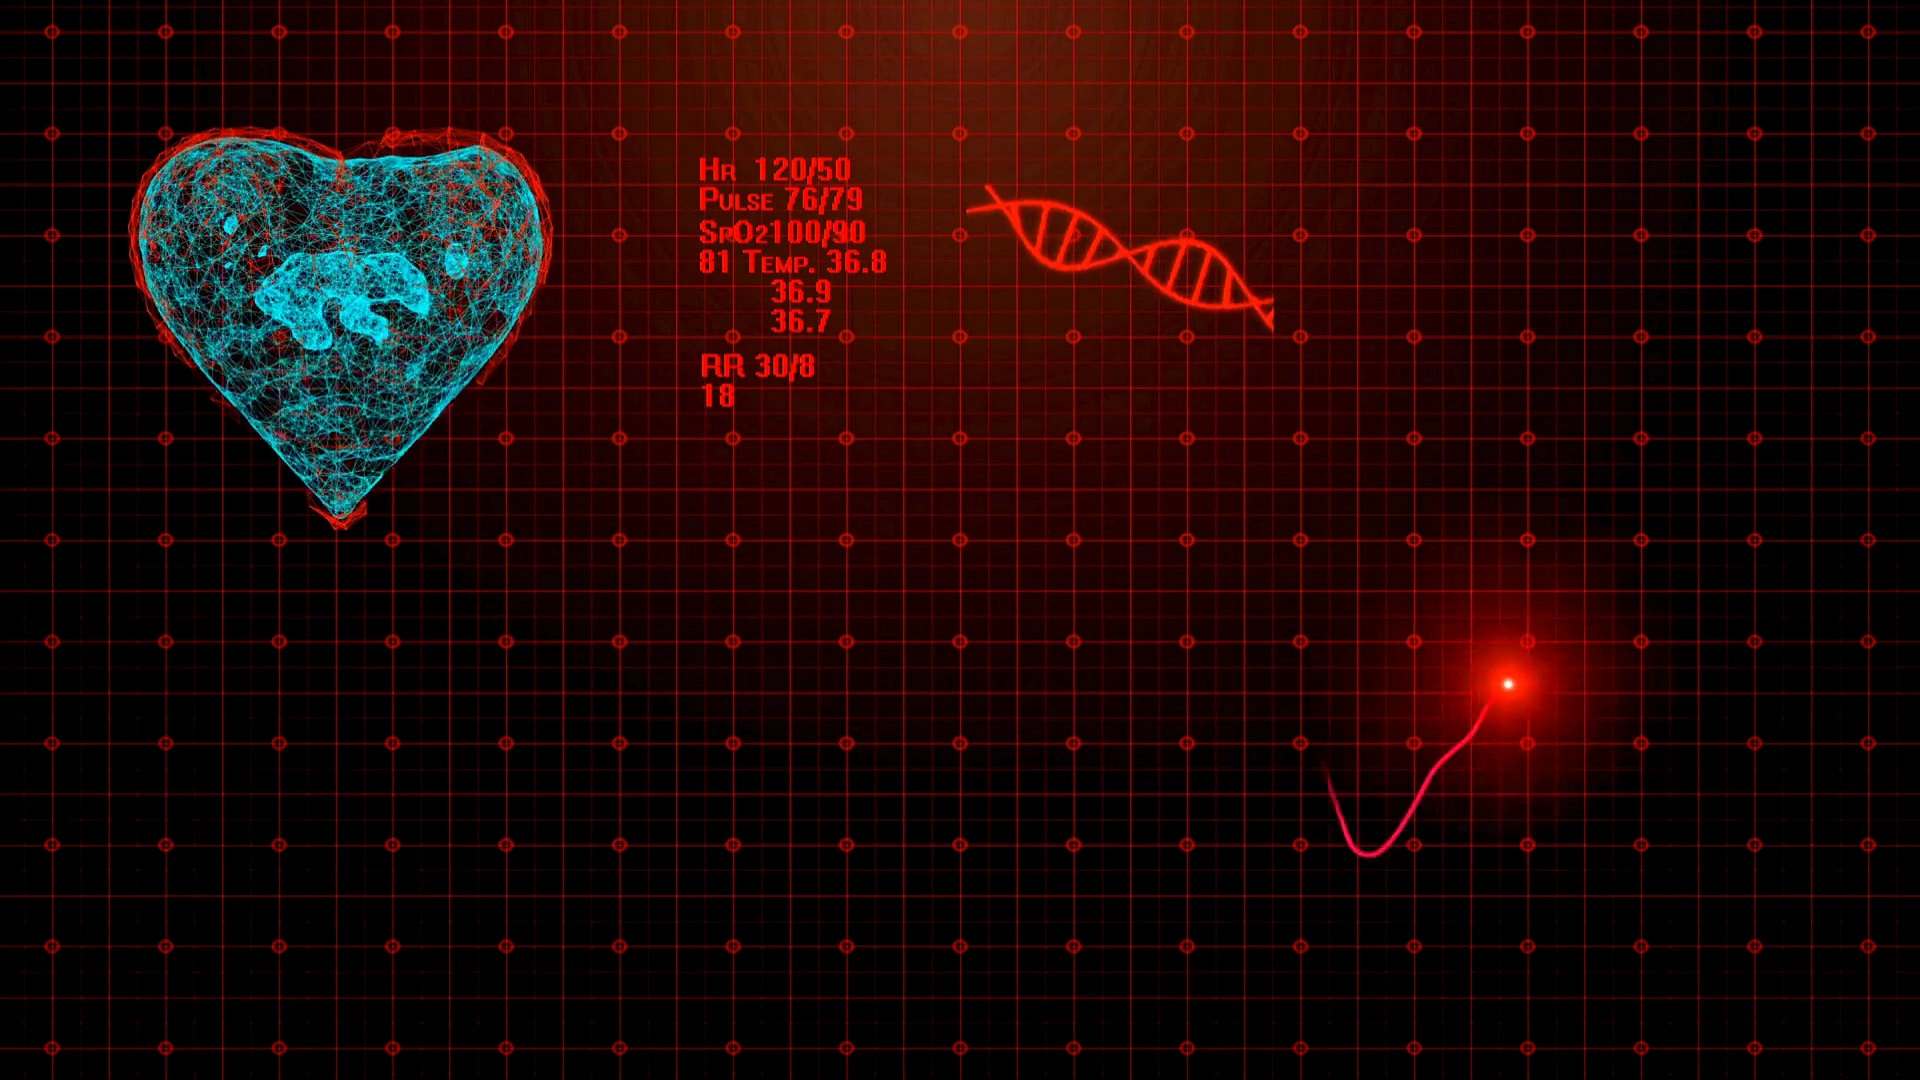 Hr 120/50
Pulse 76/79
SpO2100/90
81 Temp. 36.8
36.9
36.7
RR 30/8
18